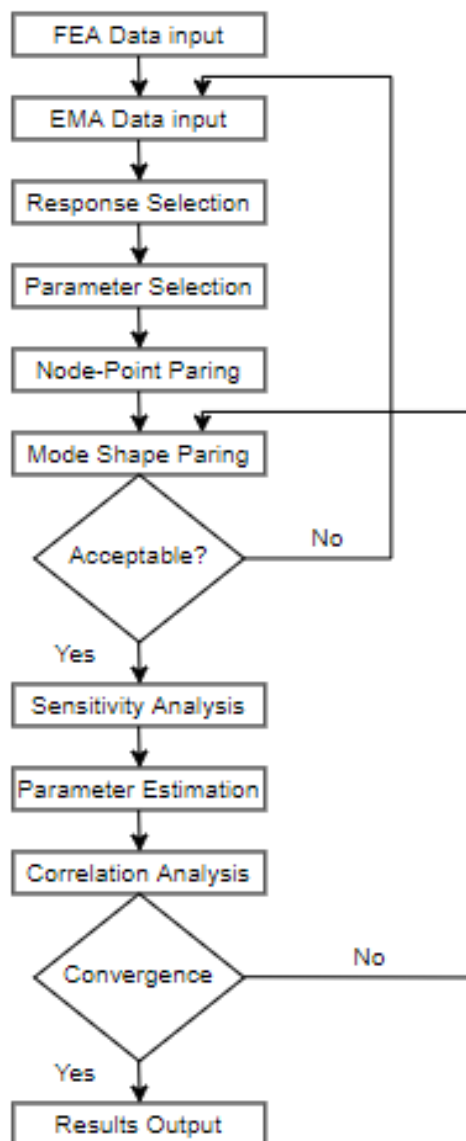 FEA Data input
EMA Data input
Response Selection
Parameter Selection
Node-Point Paring
Mode Shape Paring
Acceptable?
No
Yes
Sensitivity Analysis
Parameter Estimation
Correlation Analysis
Convergence
No
Yes
Results Output